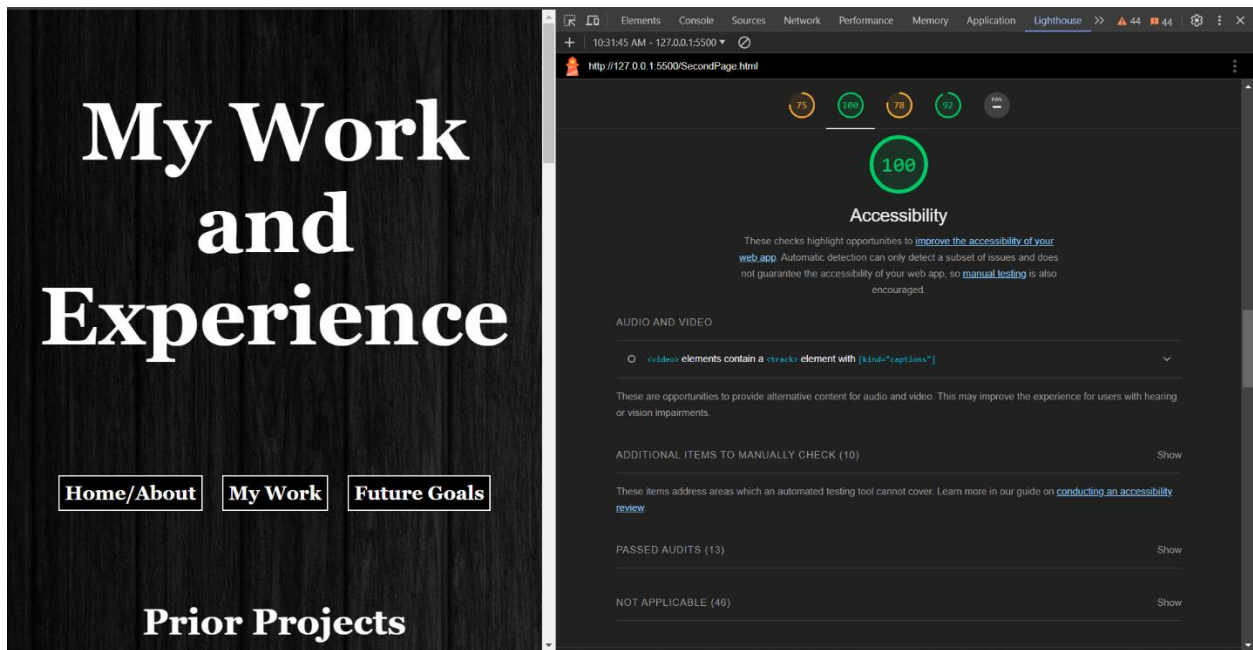 My Work
and
Experience
Home/About My Work Future Goals
Prior Projects
Elements Console Sources Network Performance Memory Application Lighthouse 44 44
10:31:45 AM - 127.0.0.1:5500
http://127.0.0.1:5500/SecondPage.html
75 100 78 92 PWA
100
Accessibility
These checks highlight opportunities to improve the accessibility of your
web app. Automatic detection can only detect a subset of issues and does
not guarantee the accessibility of your web app, so manual testing is also
encouraged.
AUDIO AND VIDEO
<video> elements contain a <track> element with [kind="captions"]
These are opportunities to provide alternative content for audio and video. This may improve the experience for users with hearing
or vision impairments.
ADDITIONAL ITEMS TO MANUALLY CHECK (10) Show
These items address areas which an automated testing tool cannot cover. Learn more in our guide on conducting an accessibility
review.
PASSED AUDITS (13) Show
NOT APPLICABLE (46) Show